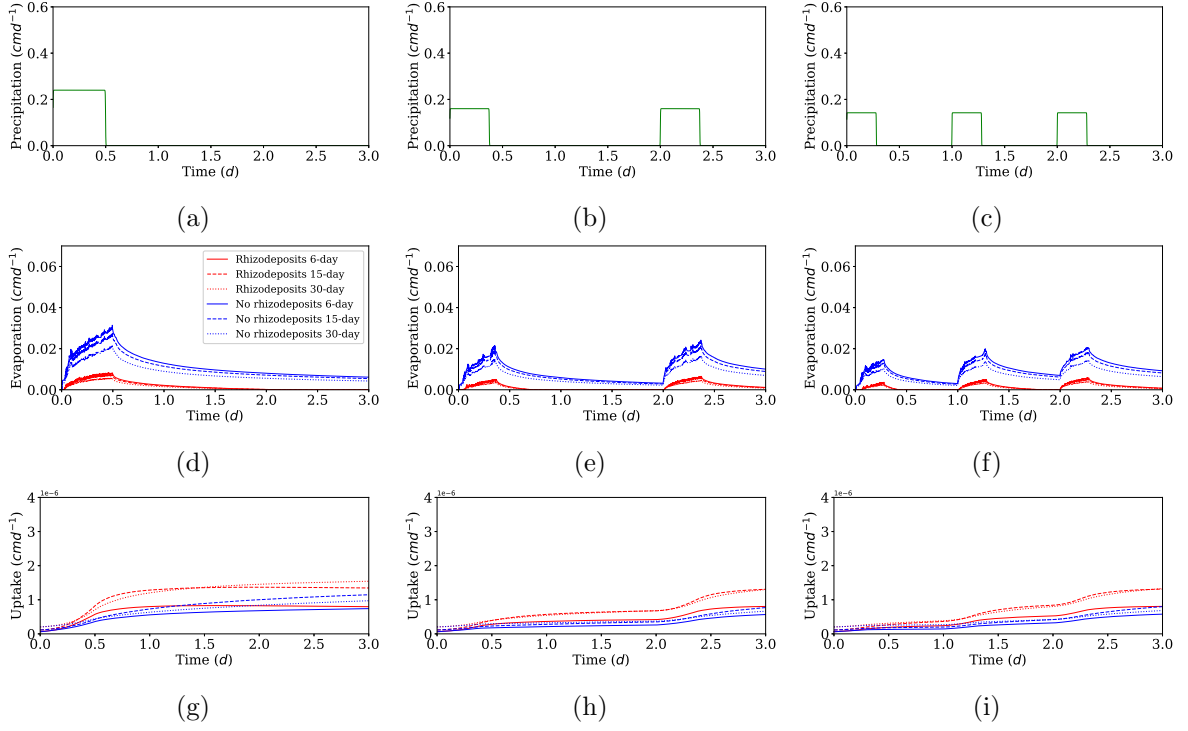 0.6 0.4 0.2 0.0
Precipitation (cmd⁻¹)
0.0 0.5 1.0 1.5 2.0 2.5 3.0
Time (d)
(a)
0.6 0.4 0.2 0.0
Precipitation (cmd⁻¹)
0.0 0.5 1.0 1.5 2.0 2.5 3.0
Time (d)
(b)
0.6 0.4 0.2 0.0
Precipitation (cmd⁻¹)
0.0 0.5 1.0 1.5 2.0 2.5 3.0
Time (d)
(c)
0.06 0.04 0.02 0.00
Evaporation (cmd⁻¹)
Rhizodeposits 6-day
Rhizodeposits 15-day
Rhizodeposits 30-day
No rhizodeposits 6-day
No rhizodeposits 15-day
No rhizodeposits 30-day
0.0 0.5 1.0 1.5 2.0 2.5 3.0
Time (d)
(d)
0.06 0.04 0.02 0.00
Evaporation (cmd⁻¹)
0.0 0.5 1.0 1.5 2.0 2.5 3.0
Time (d)
(e)
0.06 0.04 0.02 0.00
Evaporation (cmd⁻¹)
0.0 0.5 1.0 1.5 2.0 2.5 3.0
Time (d)
(f)
1e-6
4 3 2 1 0
Uptake (cmd⁻¹)
0.0 0.5 1.0 1.5 2.0 2.5 3.0
Time (d)
(g)
1e-6
4 3 2 1 0
Uptake (cmd⁻¹)
0.0 0.5 1.0 1.5 2.0 2.5 3.0
Time (d)
(h)
1e-6
4 3 2 1 0
Uptake (cmd⁻¹)
0.0 0.5 1.0 1.5 2.0 2.5 3.0
Time (d)
(i)